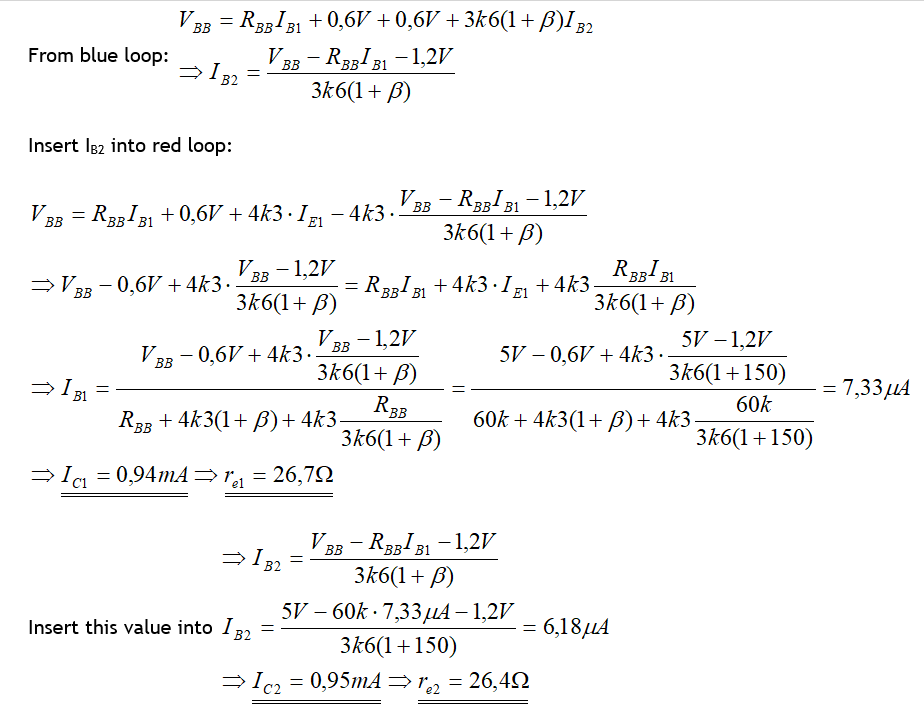 V_BB = R_BB I_B1 + 0,6V + 0,6V + 3k6(1 + β)I_B2
From blue loop: ⇒ I_B2 = (V_BB − R_BB I_B1 − 1,2V) / (3k6(1 + β))
Insert I_B2 into red loop:
V_BB = R_BB I_B1 + 0,6V + 4k3 · I_E1 − 4k3 · (V_BB − R_BB I_B1 − 1,2V) / (3k6(1 + β))
⇒ V_BB − 0,6V + 4k3 · (V_BB − 1,2V) / (3k6(1 + β)) = R_BB I_B1 + 4k3 · I_E1 + 4k3 (R_BB I_B1) / (3k6(1 + β))
⇒ I_B1 = (V_BB − 0,6V + 4k3 · (V_BB − 1,2V) / (3k6(1 + β))) / (R_BB + 4k3(1 + β) + 4k3 R_BB / (3k6(1 + β))) = (5V − 0,6V + 4k3 · (5V − 1,2V) / (3k6(1 + 150))) / (60k + 4k3(1 + β) + 4k3 60k / (3k6(1 + 150))) = 7,33μA
⇒ I_C1 = 0,94mA ⇒ r_e1 = 26,7Ω
⇒ I_B2 = (V_BB − R_BB I_B1 − 1,2V) / (3k6(1 + β))
Insert this value into I_B2 = (5V − 60k · 7,33μA − 1,2V) / (3k6(1 + 150)) = 6,18μA
⇒ I_C2 = 0,95mA ⇒ r_e2 = 26,4Ω